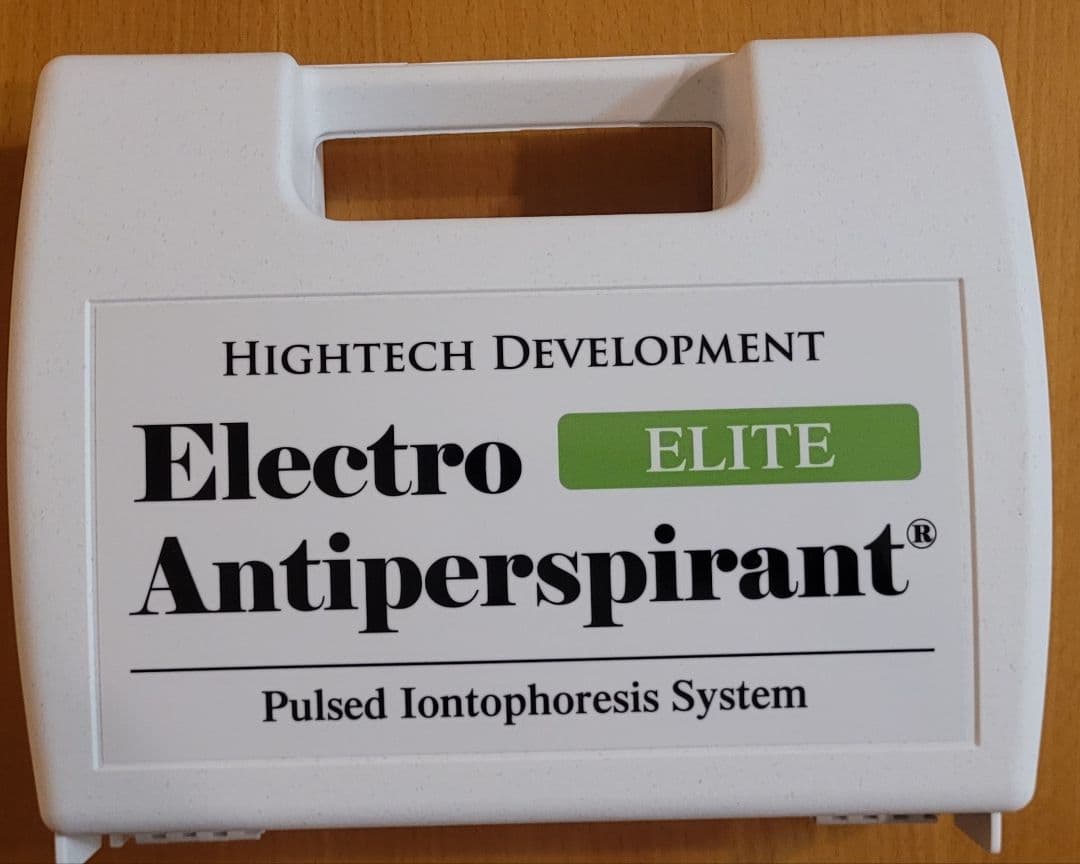 HIGHTECH DEVELOPMENT
Electro ELITE
Antiperspirant®
Pulsed Iontophoresis System